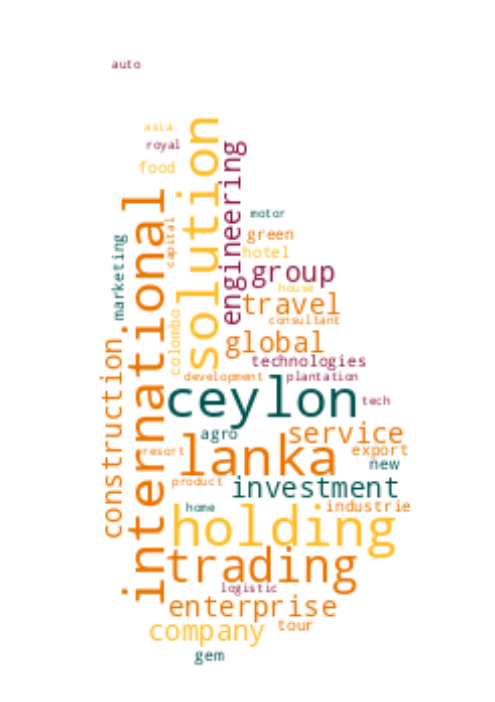 auto
asia
royal
food
solution
engineering
international
capital
motor
green
hotel
marketing
group
house
travel
colombo
consultant
global
construction
technologies
development
plantation
ceylon
tech
agro
service
lanka
resort
export
new
product
investment
home
industrie
holding
trading
logistic
enterprise
company
tour
gem